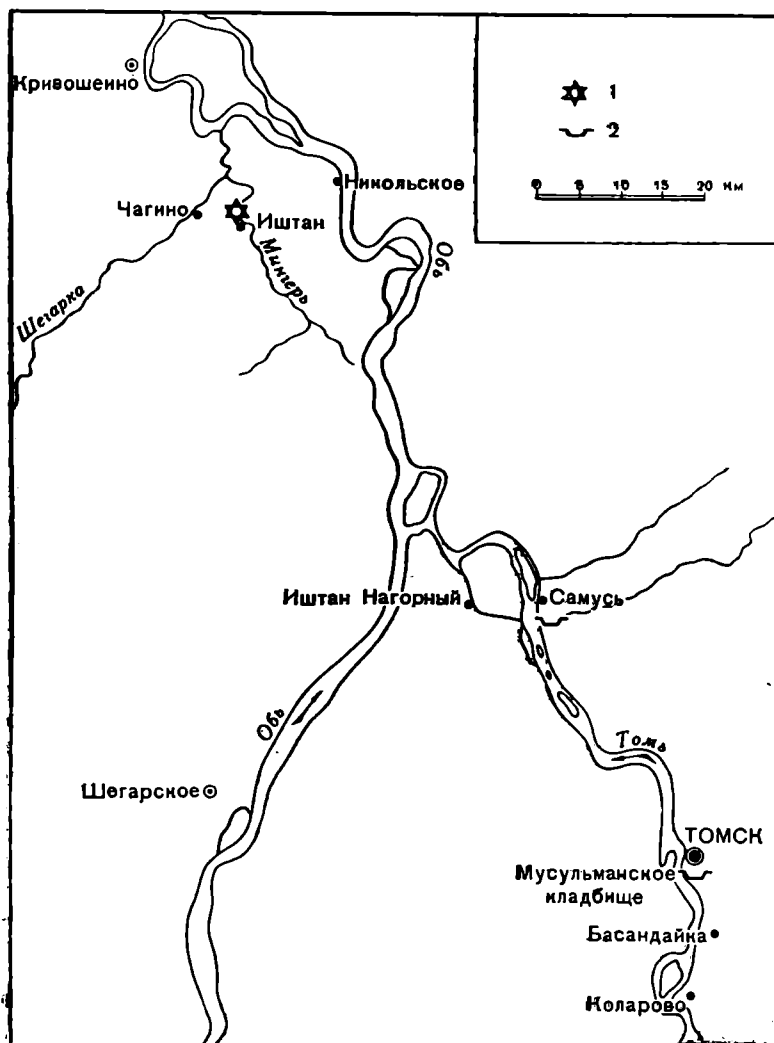 Кривошеино
1
2
0 5 10 15 20 Км
Никольское
Чагино
Иштан
Мингерь
Обь
Шегарка
Иштан Нагорный
Самусь
Обь
Томь
Шегарское
ТОМСК
Мусульманское
кладбище
Басандайка
Коларово